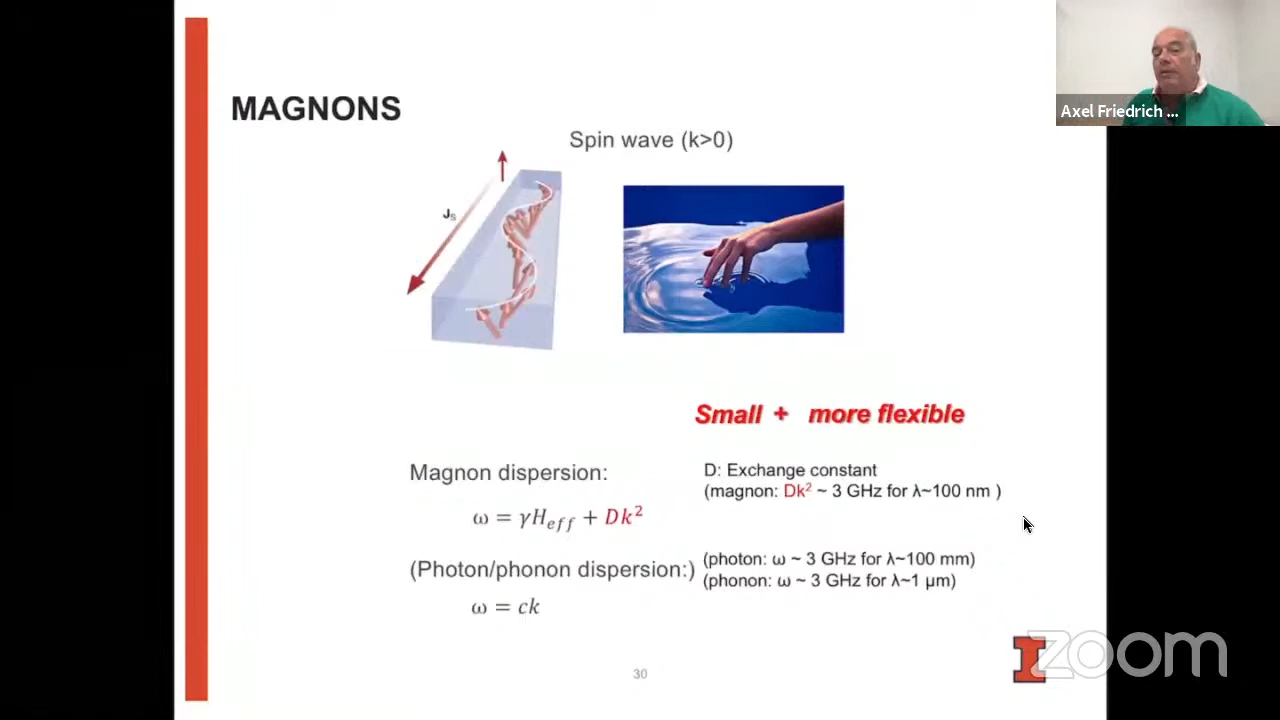 Axel Friedrich ...
MAGNONS
Spin wave (k>0)
Js
Small + more flexible
Magnon dispersion:
D: Exchange constant
(magnon: Dk² ~ 3 GHz for λ~100 nm )
ω = γH_eff + Dk²
(Photon/phonon dispersion:)
(photon: ω ~ 3 GHz for λ~100 mm)
(phonon: ω ~ 3 GHz for λ~1 μm)
ω = ck
30
I
zoom